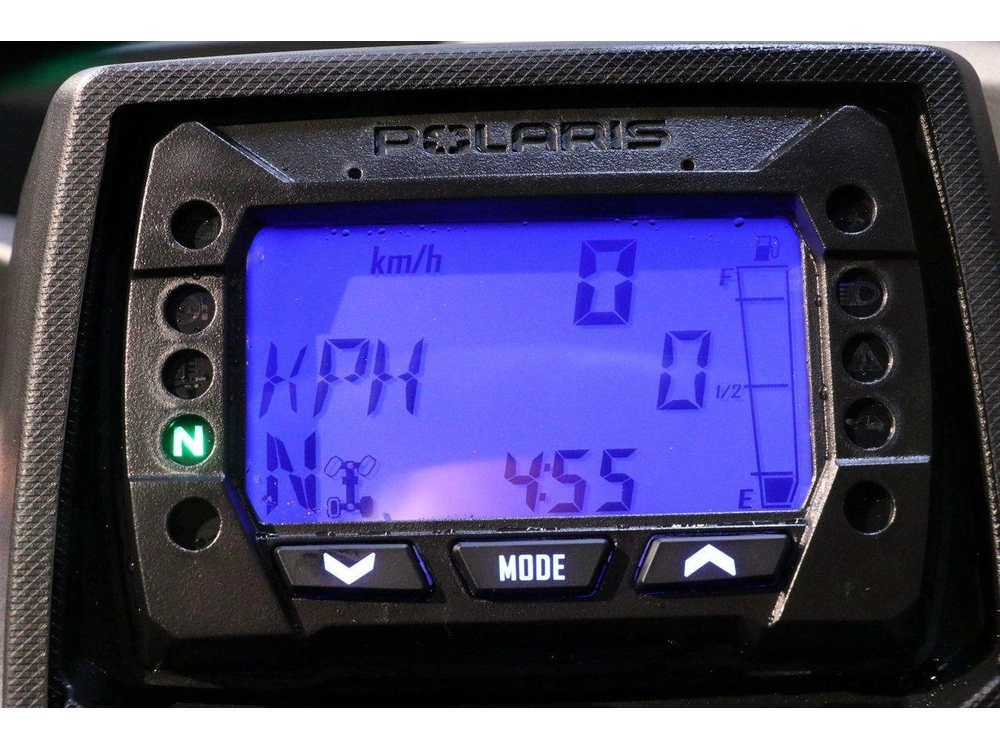 POLARIS
km/h 0
F
KPH 0
1/2
N
N 4:55
E
MODE